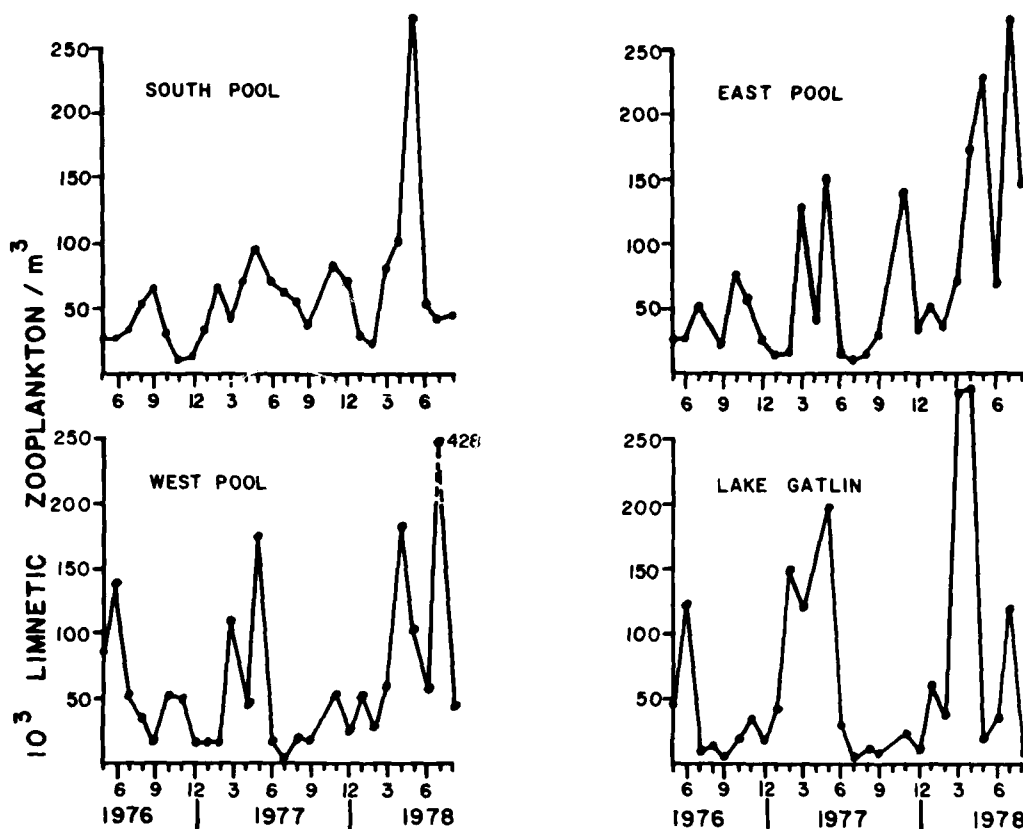 10³ LIMNETIC ZOOPLANKTON / m³
SOUTH POOL
250
200
150
100
50
6 9 12 3 6 9 12 3 6
EAST POOL
250
200
150
100
50
6 9 12 3 6 9 12 3 6
WEST POOL
428
250
200
150
100
50
6 9 12 3 6 9 12 3 6
1976 1977 1978
LAKE GATLIN
250
200
150
100
50
6 9 12 3 6 9 12 3 6
1976 1977 1978